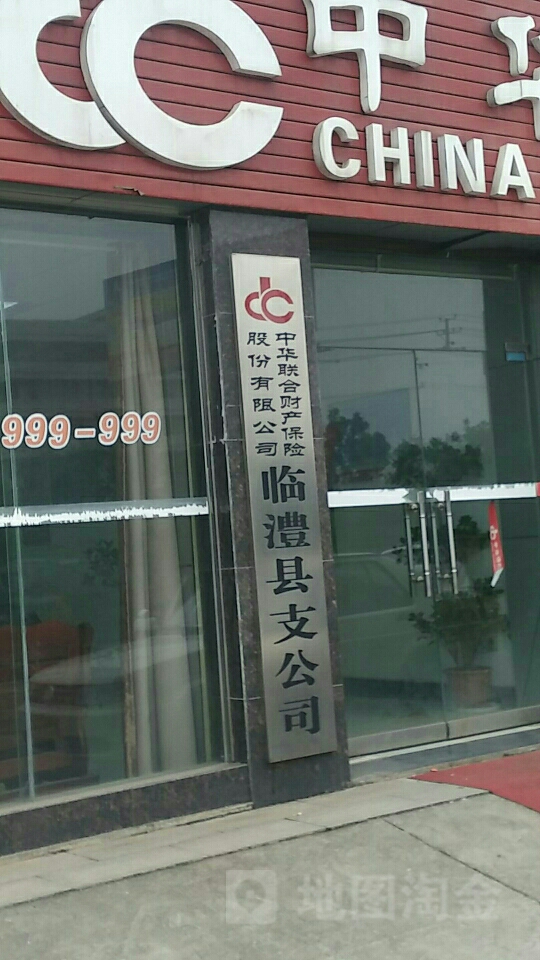 中华
CHINA
999-999
中华联合财产保险
股份有限公司
临澧县支公司
地图淘金